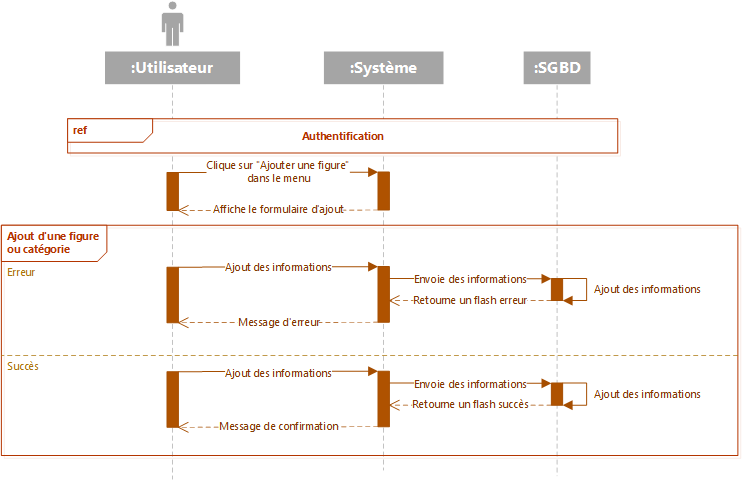 :Utilisateur
:Système
:SGBD
ref
Authentification
Clique sur "Ajouter une figure"
dans le menu
Affiche le formulaire d'ajout
Ajout d'une figure
ou catégorie
Erreur
Ajout des informations
Envoie des informations
Ajout des informations
Retourne un flash erreur
Message d'erreur
Succès
Ajout des informations
Envoie des informations
Ajout des informations
Retourne un flash succès
Message de confirmation